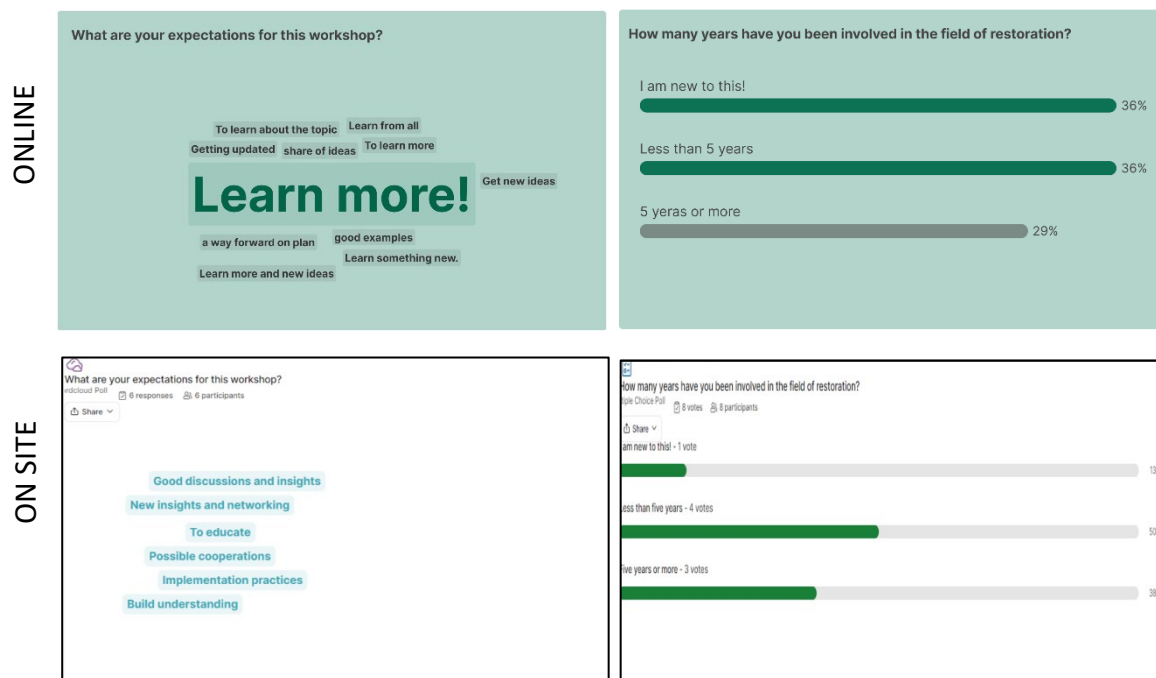 ONLINE
What are your expectations for this workshop?
To learn about the topic
Learn from all
Getting updated
share of ideas
To learn more
Learn more!
Get new ideas
a way forward on plan
good examples
Learn something new.
Learn more and new ideas
How many years have you been involved in the field of restoration?
I am new to this!
36%
Less than 5 years
36%
5 yeras or more
29%
ON SITE
What are your expectations for this workshop?
rdcloud Poll
6 responses
6 participants
Share
Good discussions and insights
New insights and networking
To educate
Possible cooperations
Implementation practices
Build understanding
How many years have you been involved in the field of restoration?
tiple Choice Poll
8 votes
8 participants
Share
am new to this! - 1 vote
13
Less than five years - 4 votes
50
Five years or more - 3 votes
38